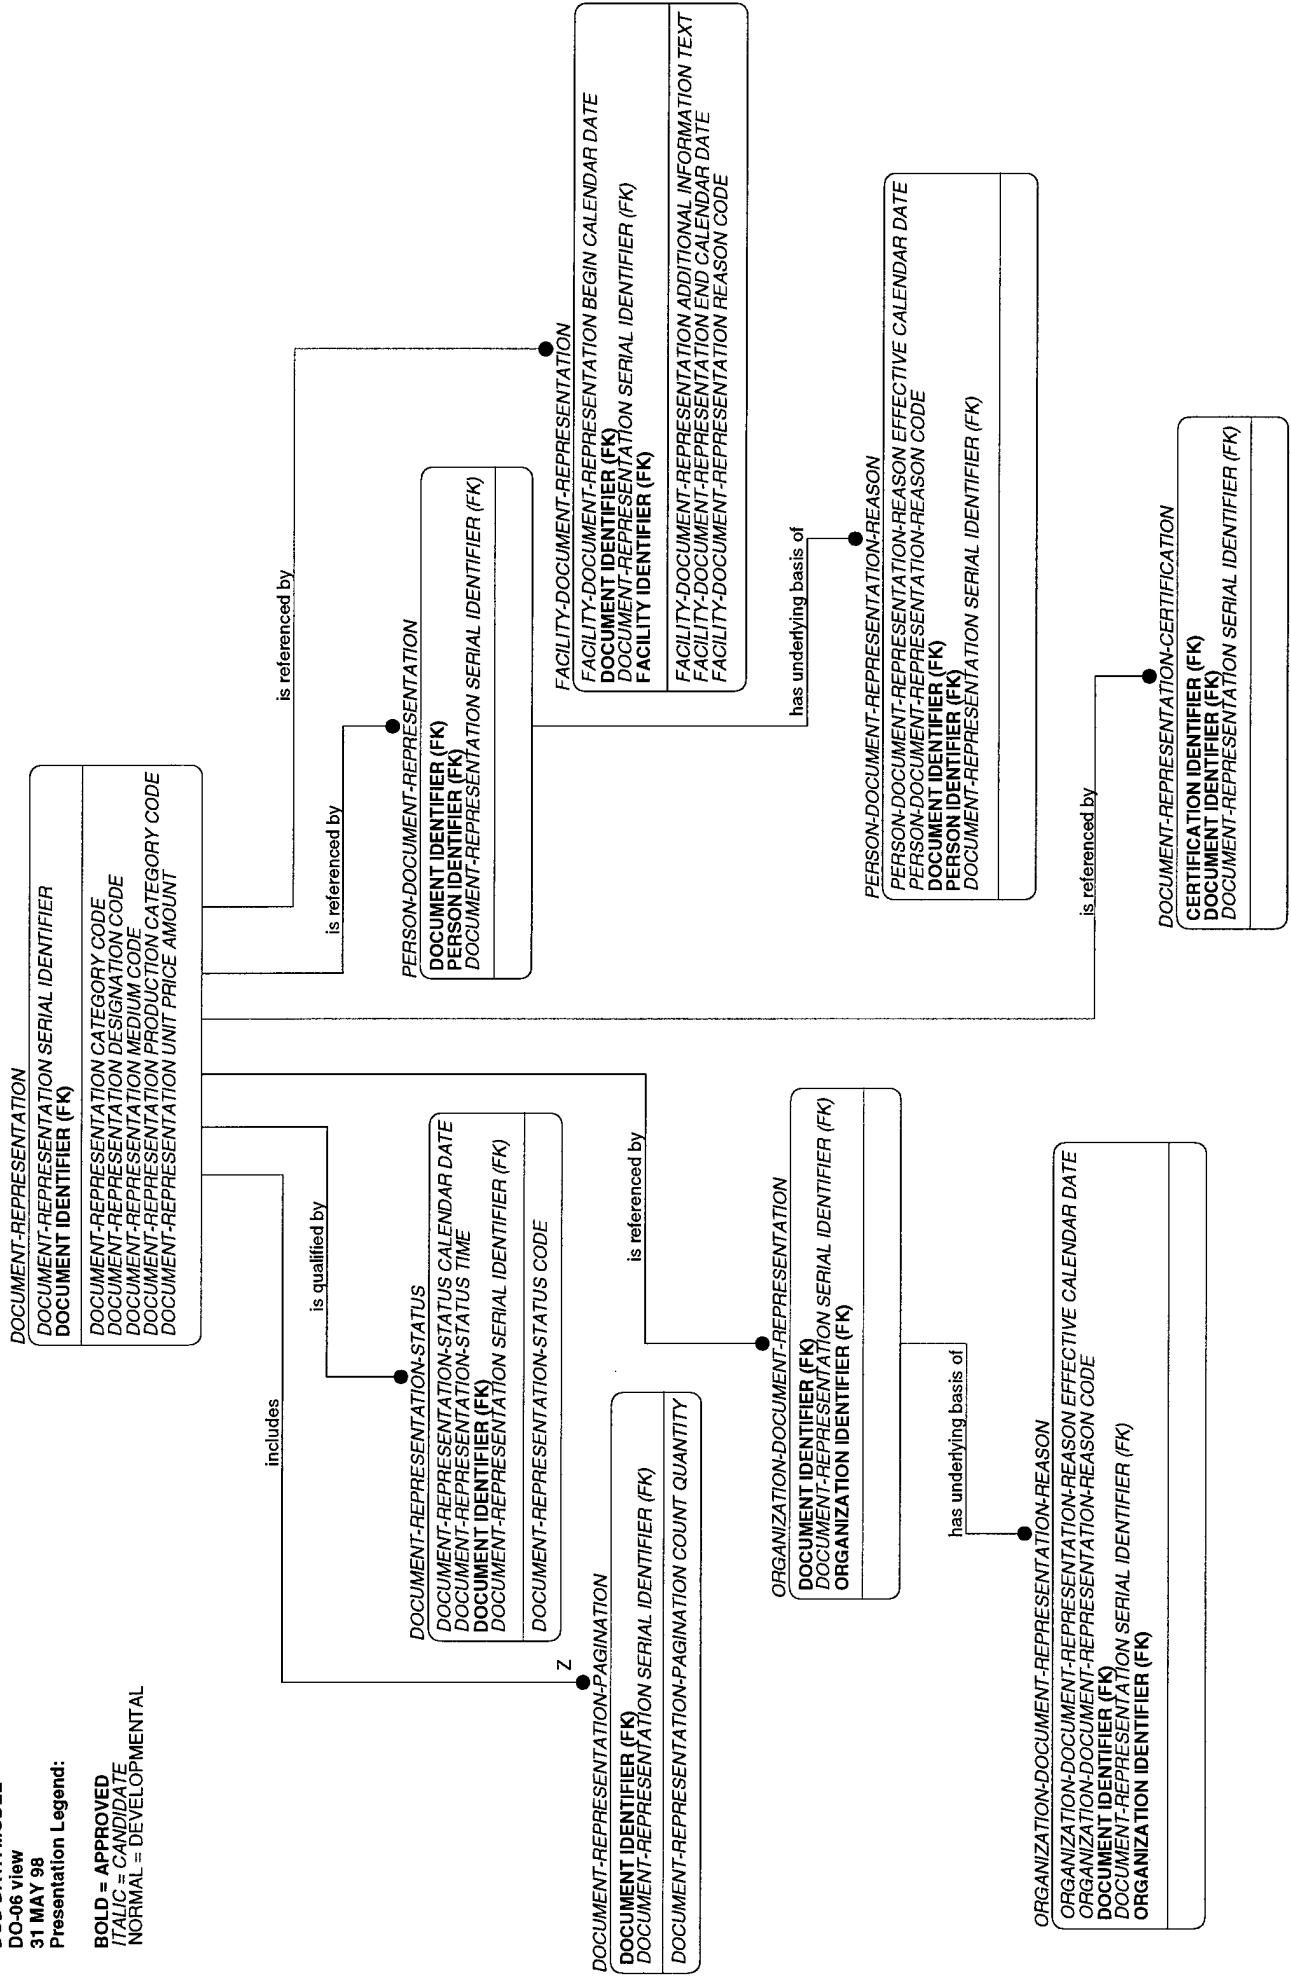 DO-06 view
31 MAY 98
Presentation Legend:
BOLD = APPROVED
ITALIC = CANDIDATE
NORMAL = DEVELOPMENTAL
DOCUMENT-REPRESENTATION
DOCUMENT-REPRESENTATION SERIAL IDENTIFIER
DOCUMENT IDENTIFIER (FK)
DOCUMENT-REPRESENTATION CATEGORY CODE
DOCUMENT-REPRESENTATION DESIGNATION CODE
DOCUMENT-REPRESENTATION MEDIUM CODE
DOCUMENT-REPRESENTATION PRODUCTION CATEGORY CODE
DOCUMENT-REPRESENTATION UNIT PRICE AMOUNT
includes
is qualified by
is referenced by
is referenced by
Z
DOCUMENT-REPRESENTATION-STATUS
DOCUMENT-REPRESENTATION-STATUS CALENDAR DATE
DOCUMENT-REPRESENTATION-STATUS TIME
DOCUMENT IDENTIFIER (FK)
DOCUMENT-REPRESENTATION SERIAL IDENTIFIER (FK)
DOCUMENT-REPRESENTATION-STATUS CODE
PERSON-DOCUMENT-REPRESENTATION
DOCUMENT IDENTIFIER (FK)
PERSON IDENTIFIER (FK)
DOCUMENT-REPRESENTATION SERIAL IDENTIFIER (FK)
FACILITY-DOCUMENT-REPRESENTATION
FACILITY-DOCUMENT-REPRESENTATION BEGIN CALENDAR DATE
DOCUMENT IDENTIFIER (FK)
DOCUMENT-REPRESENTATION SERIAL IDENTIFIER (FK)
FACILITY IDENTIFIER (FK)
FACILITY-DOCUMENT-REPRESENTATION ADDITIONAL INFORMATION TEXT
FACILITY-DOCUMENT-REPRESENTATION END CALENDAR DATE
FACILITY-DOCUMENT-REPRESENTATION REASON CODE
DOCUMENT-REPRESENTATION-PAGINATION
DOCUMENT IDENTIFIER (FK)
DOCUMENT-REPRESENTATION SERIAL IDENTIFIER (FK)
DOCUMENT-REPRESENTATION-PAGINATION COUNT QUANTITY
is referenced by
ORGANIZATION-DOCUMENT-REPRESENTATION
DOCUMENT IDENTIFIER (FK)
DOCUMENT-REPRESENTATION SERIAL IDENTIFIER (FK)
ORGANIZATION IDENTIFIER (FK)
has underlying basis of
PERSON-DOCUMENT-REPRESENTATION-REASON
PERSON-DOCUMENT-REPRESENTATION-REASON EFFECTIVE CALENDAR DATE
PERSON-DOCUMENT-REPRESENTATION-REASON CODE
DOCUMENT IDENTIFIER (FK)
PERSON IDENTIFIER (FK)
DOCUMENT-REPRESENTATION SERIAL IDENTIFIER (FK)
has underlying basis of
ORGANIZATION-DOCUMENT-REPRESENTATION-REASON
ORGANIZATION-DOCUMENT-REPRESENTATION-REASON EFFECTIVE CALENDAR DATE
ORGANIZATION-DOCUMENT-REPRESENTATION-REASON CODE
DOCUMENT IDENTIFIER (FK)
DOCUMENT-REPRESENTATION SERIAL IDENTIFIER (FK)
ORGANIZATION IDENTIFIER (FK)
is referenced by
DOCUMENT-REPRESENTATION-CERTIFICATION
CERTIFICATION IDENTIFIER (FK)
DOCUMENT IDENTIFIER (FK)
DOCUMENT-REPRESENTATION SERIAL IDENTIFIER (FK)